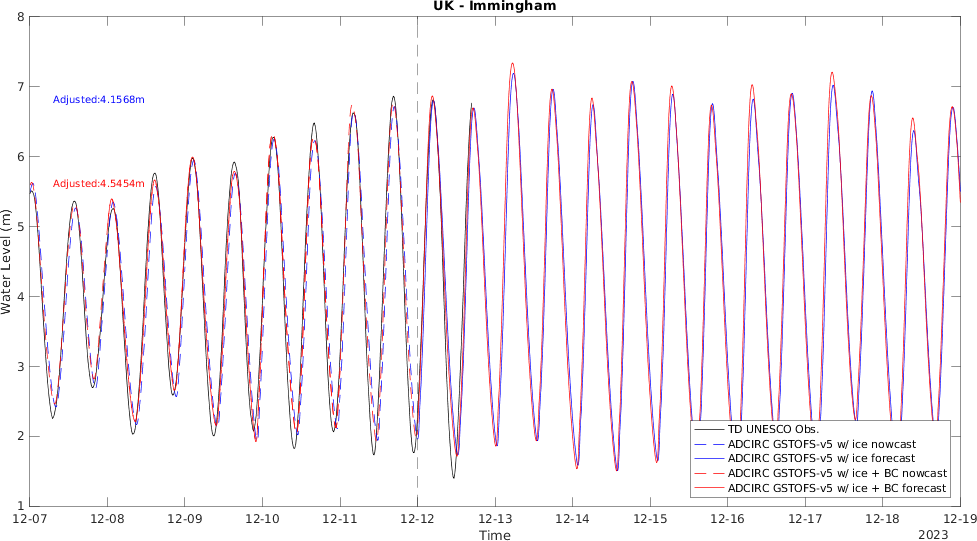 UK - Immingham
8
7
6
5
4
3
2
1
Water Level (m)
Adjusted:4.1568m
Adjusted:4.5454m
TD UNESCO Obs.
ADCIRC GSTOFS-v5 w/ ice nowcast
ADCIRC GSTOFS-v5 w/ ice forecast
ADCIRC GSTOFS-v5 w/ ice + BC nowcast
ADCIRC GSTOFS-v5 w/ ice + BC forecast
12-07 12-08 12-09 12-10 12-11 12-12 12-13 12-14 12-15 12-16 12-17 12-18 12-19
Time
2023